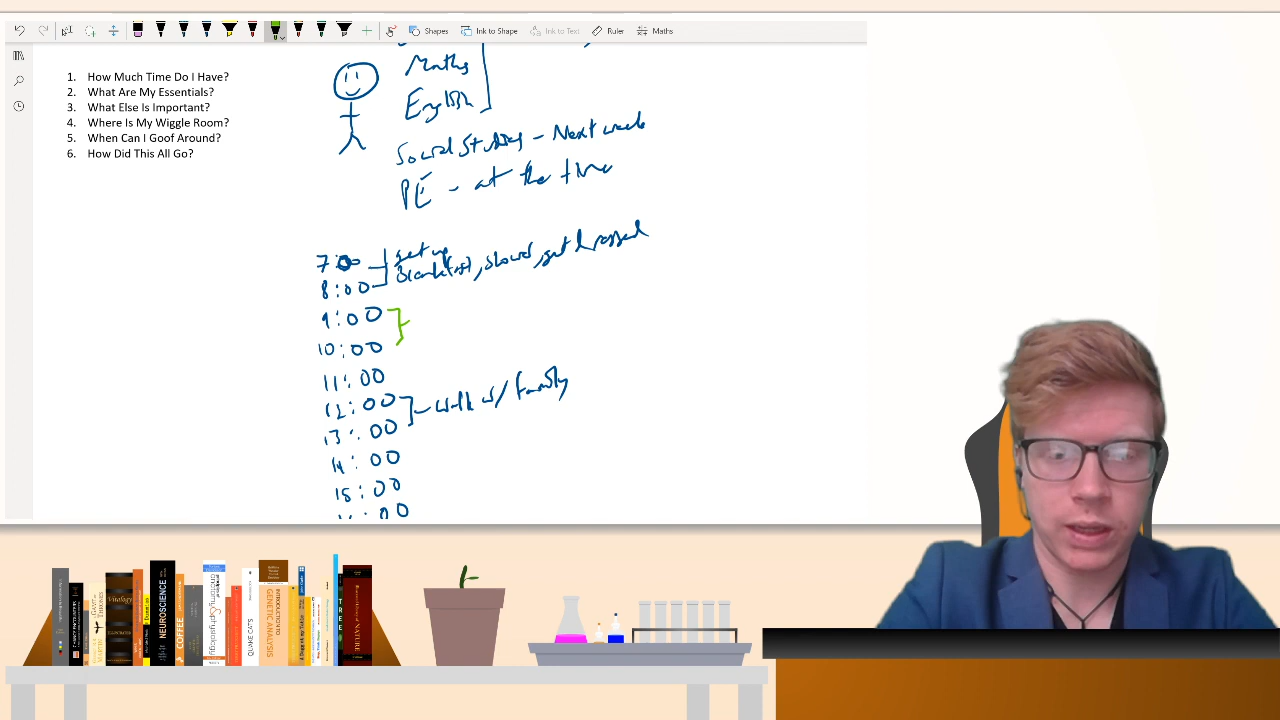 Shapes Ink to Shape Ink to Text Ruler Maths
1. How Much Time Do I Have?
2. What Are My Essentials?
3. What Else Is Important?
4. Where Is My Wiggle Room?
5. When Can I Goof Around?
6. How Did This All Go?
Maths
English
Social Studies - Next week
PE - at the time
7:00 get up
Breakfast, shower, get dressed
8:00
9:00
10:00
11:00
12:00 walk w/ family
13:00
14:00
15:00
Virology
NEUROSCIENCE
COFFEE
QUAKE CATS
GENETIC ANALYSIS
TREE
NATURE